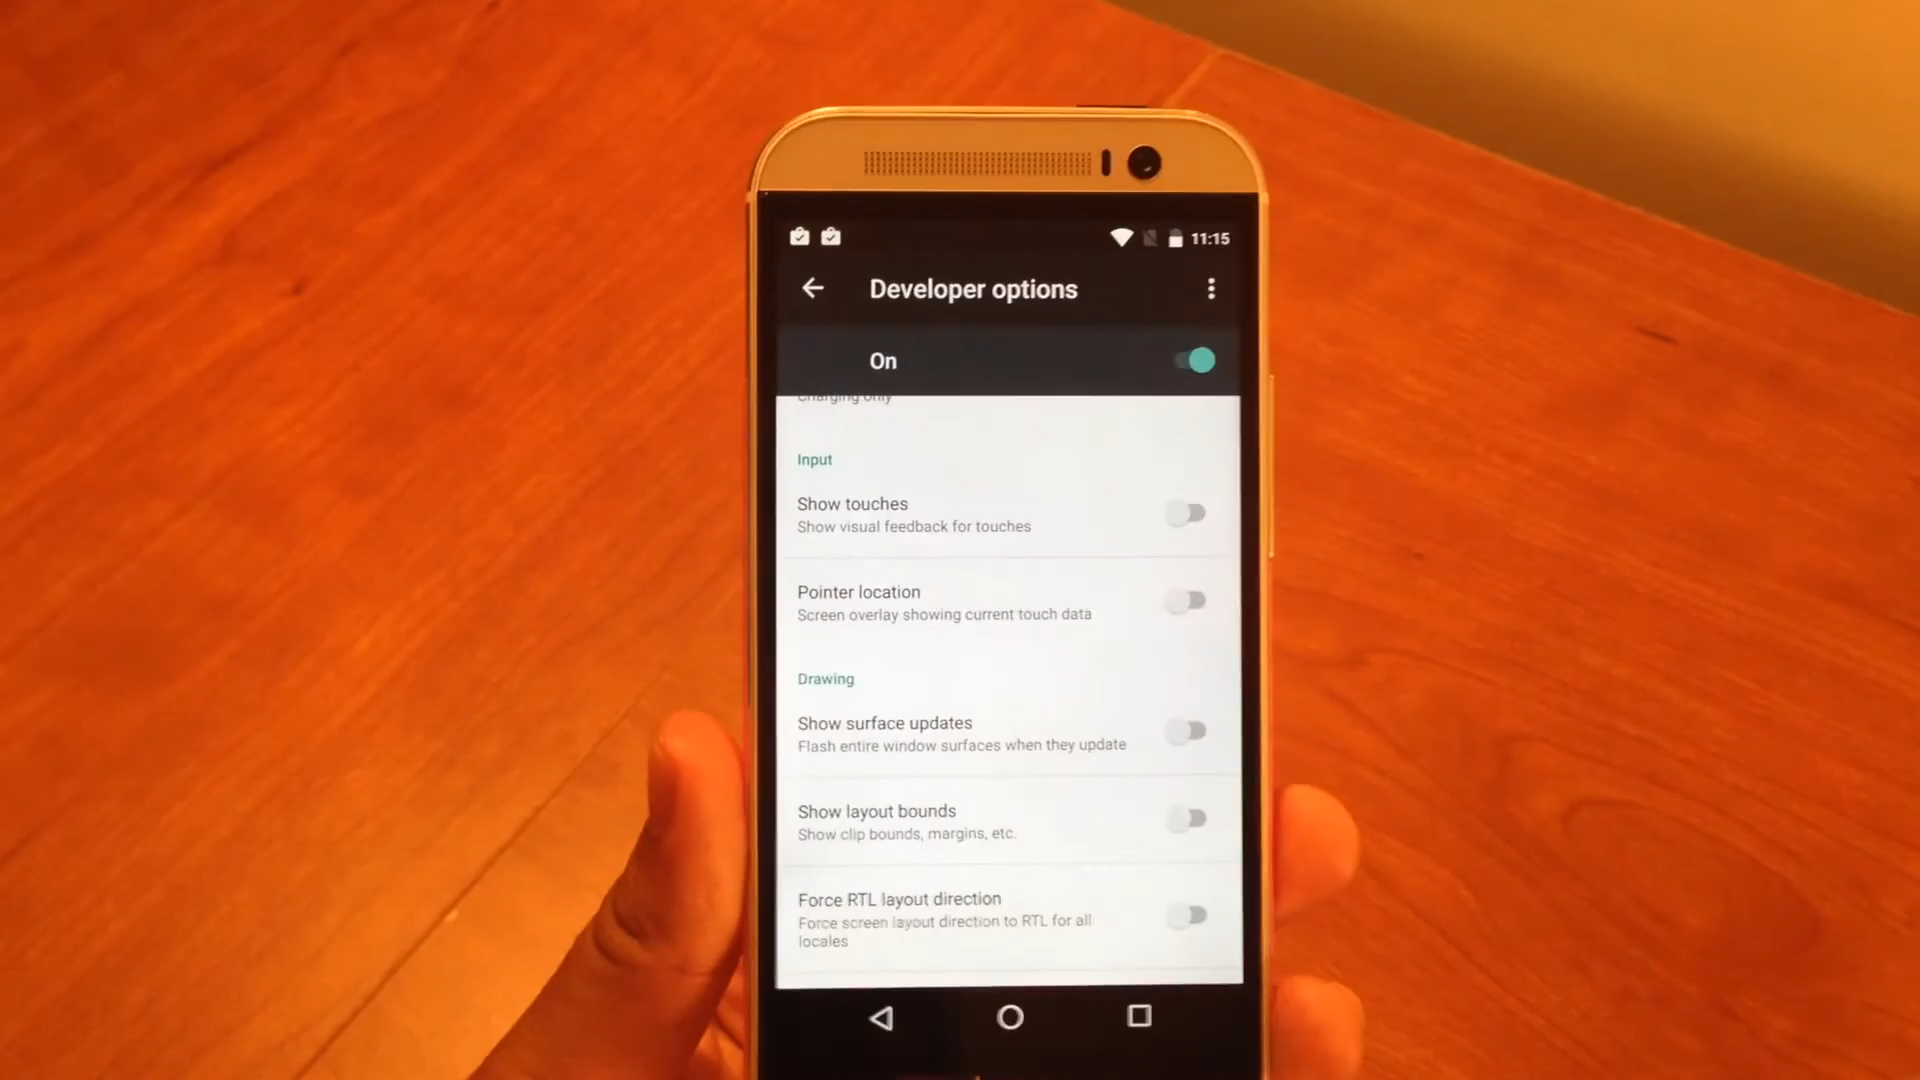 11:15
Developer options
On
Charging only
Input
Show touches
Show visual feedback for touches
Pointer location
Screen overlay showing current touch data
Drawing
Show surface updates
Flash entire window surfaces when they update
Show layout bounds
Show clip bounds, margins, etc.
Force RTL layout direction
Force screen layout direction to RTL for all
locales